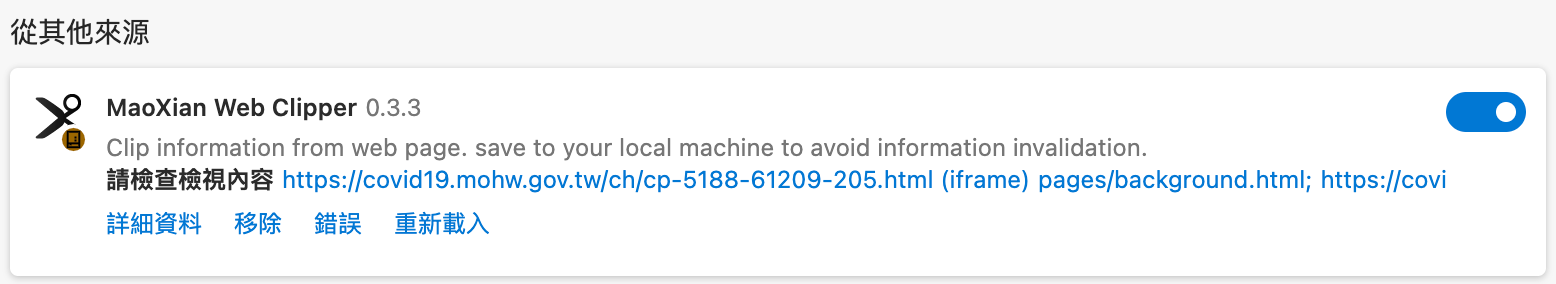 從其他來源
MaoXian Web Clipper 0.3.3
Clip information from web page. save to your local machine to avoid information invalidation.
請檢查檢視內容 https://covid19.mohw.gov.tw/ch/cp-5188-61209-205.html (iframe) pages/background.html; https://covi
詳細資料 移除 錯誤 重新載入